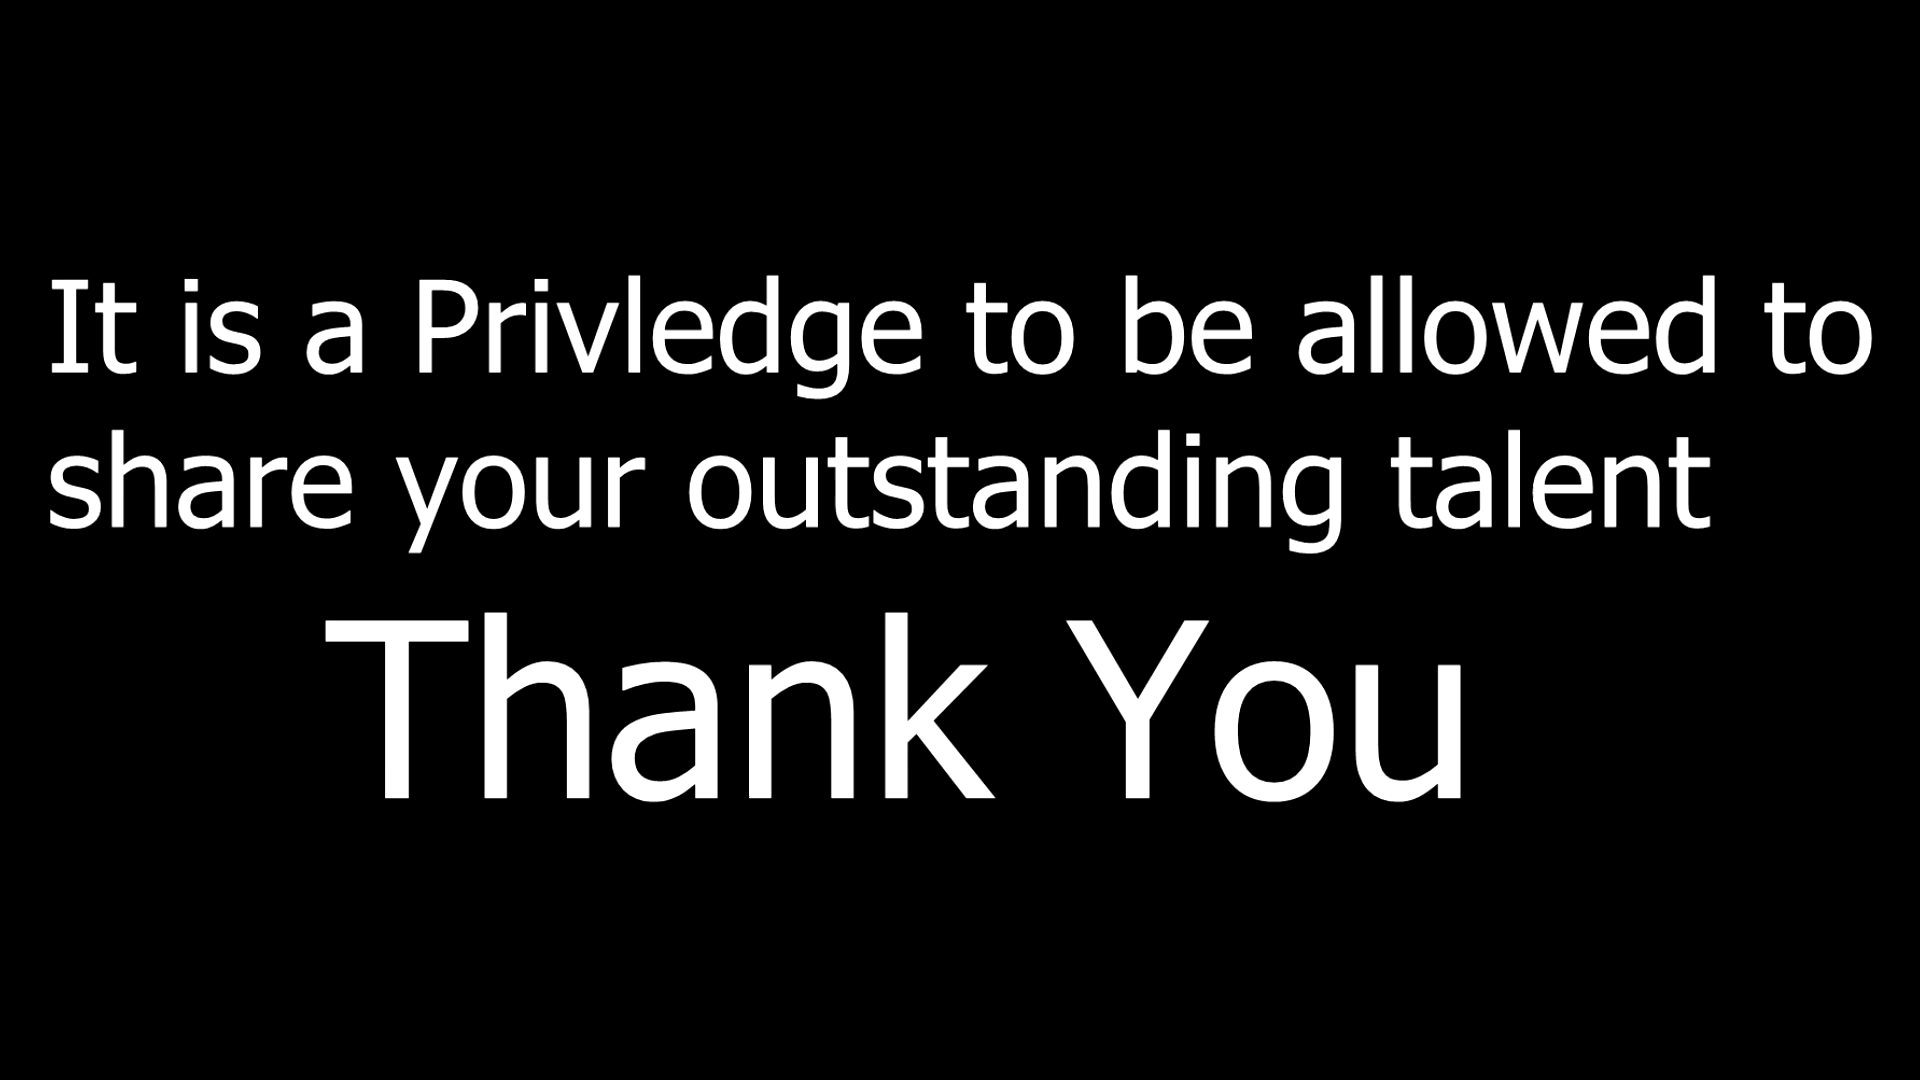 It is a Privledge to be allowed to
share your outstanding talent
Thank You